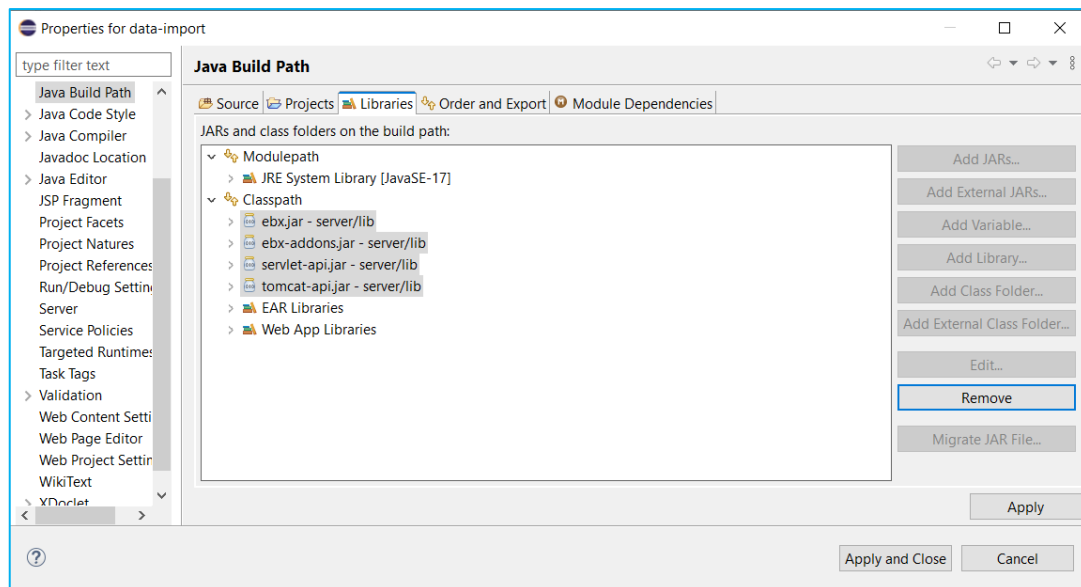 Properties for data-import
type filter text
Java Build Path
Java Code Style
Java Compiler
Javadoc Location
Java Editor
JSP Fragment
Project Facets
Project Natures
Project References
Run/Debug Settin
Server
Service Policies
Targeted Runtimes
Task Tags
Validation
Web Content Setti
Web Page Editor
Web Project Settin
WikiText
XDoclet
Java Build Path
Source Projects Libraries Order and Export Module Dependencies
JARs and class folders on the build path:
Modulepath
JRE System Library [JavaSE-17]
Classpath
ebx.jar - server/lib
ebx-addons.jar - server/lib
servlet-api.jar - server/lib
tomcat-api.jar - server/lib
EAR Libraries
Web App Libraries
Add JARs...
Add External JARs...
Add Variable...
Add Library...
Add Class Folder...
Add External Class Folder...
Edit...
Remove
Migrate JAR File...
Apply
?
Apply and Close Cancel